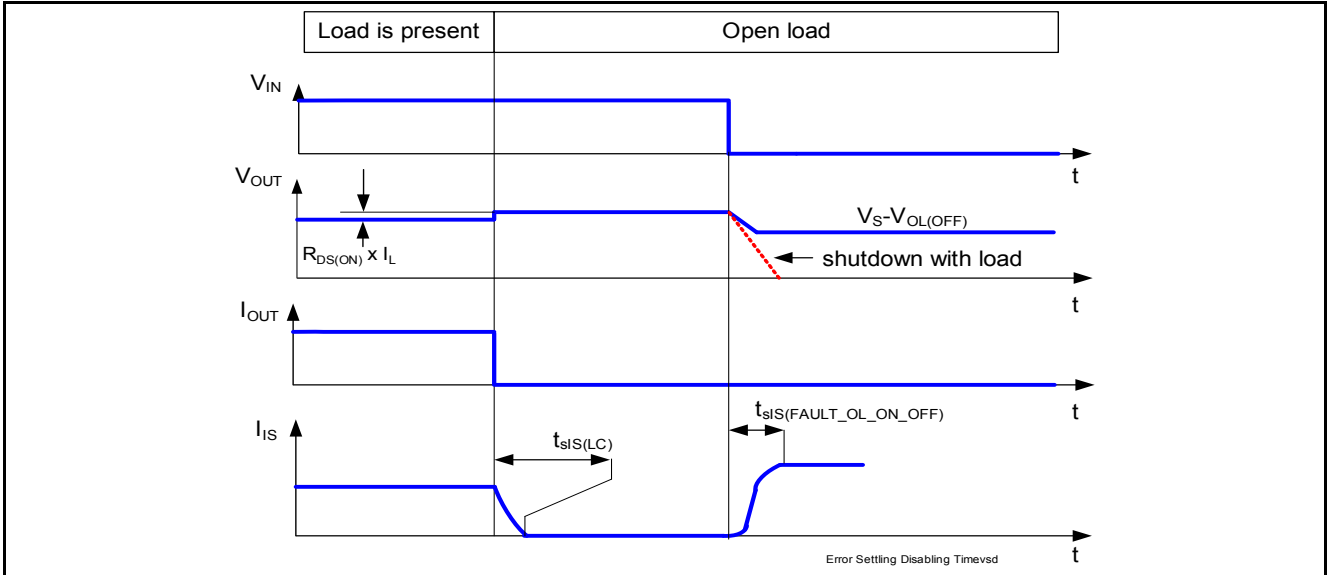 Load is present
Open load
VIN
t
VOUT
RDS(ON) x IL
VS-VOL(OFF)
shutdown with load
t
IOUT
t
IIS
tsIS(LC)
tsIS(FAULT_OL_ON_OFF)
t
Error Settling Disabling Timevsd